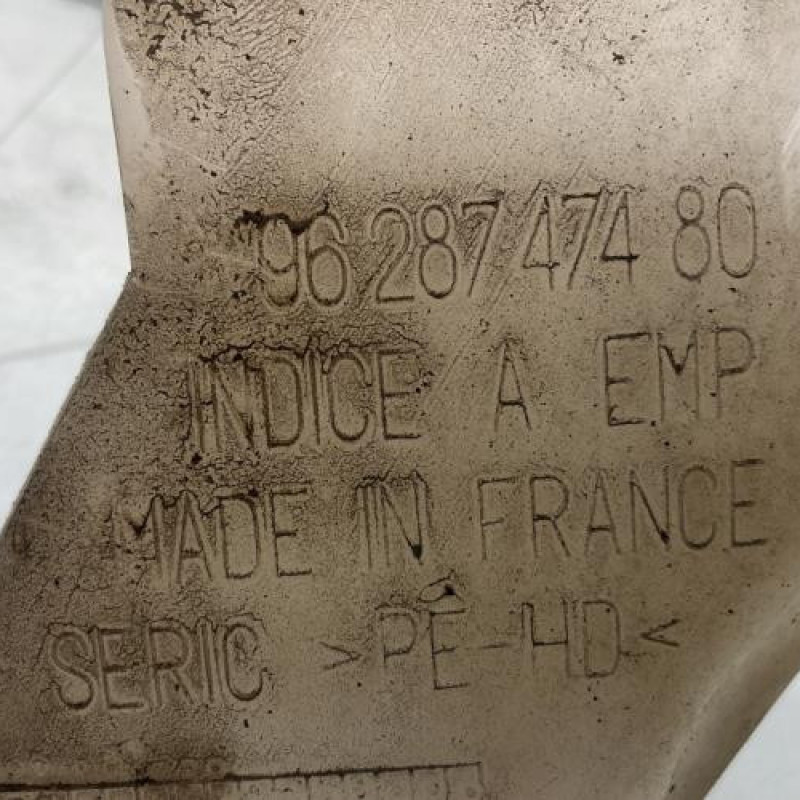 96 287 474 80
INDICE A EMP
MADE IN FRANCE
SERIC >PE-HD<